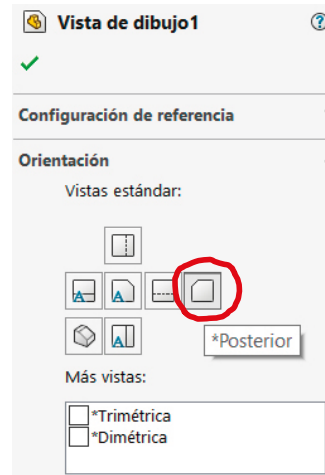 Vista de dibujo1
Configuración de referencia
Orientación
Vistas estándar:
A A
A
*Posterior
Más vistas:
*Trimétrica
*Dimétrica